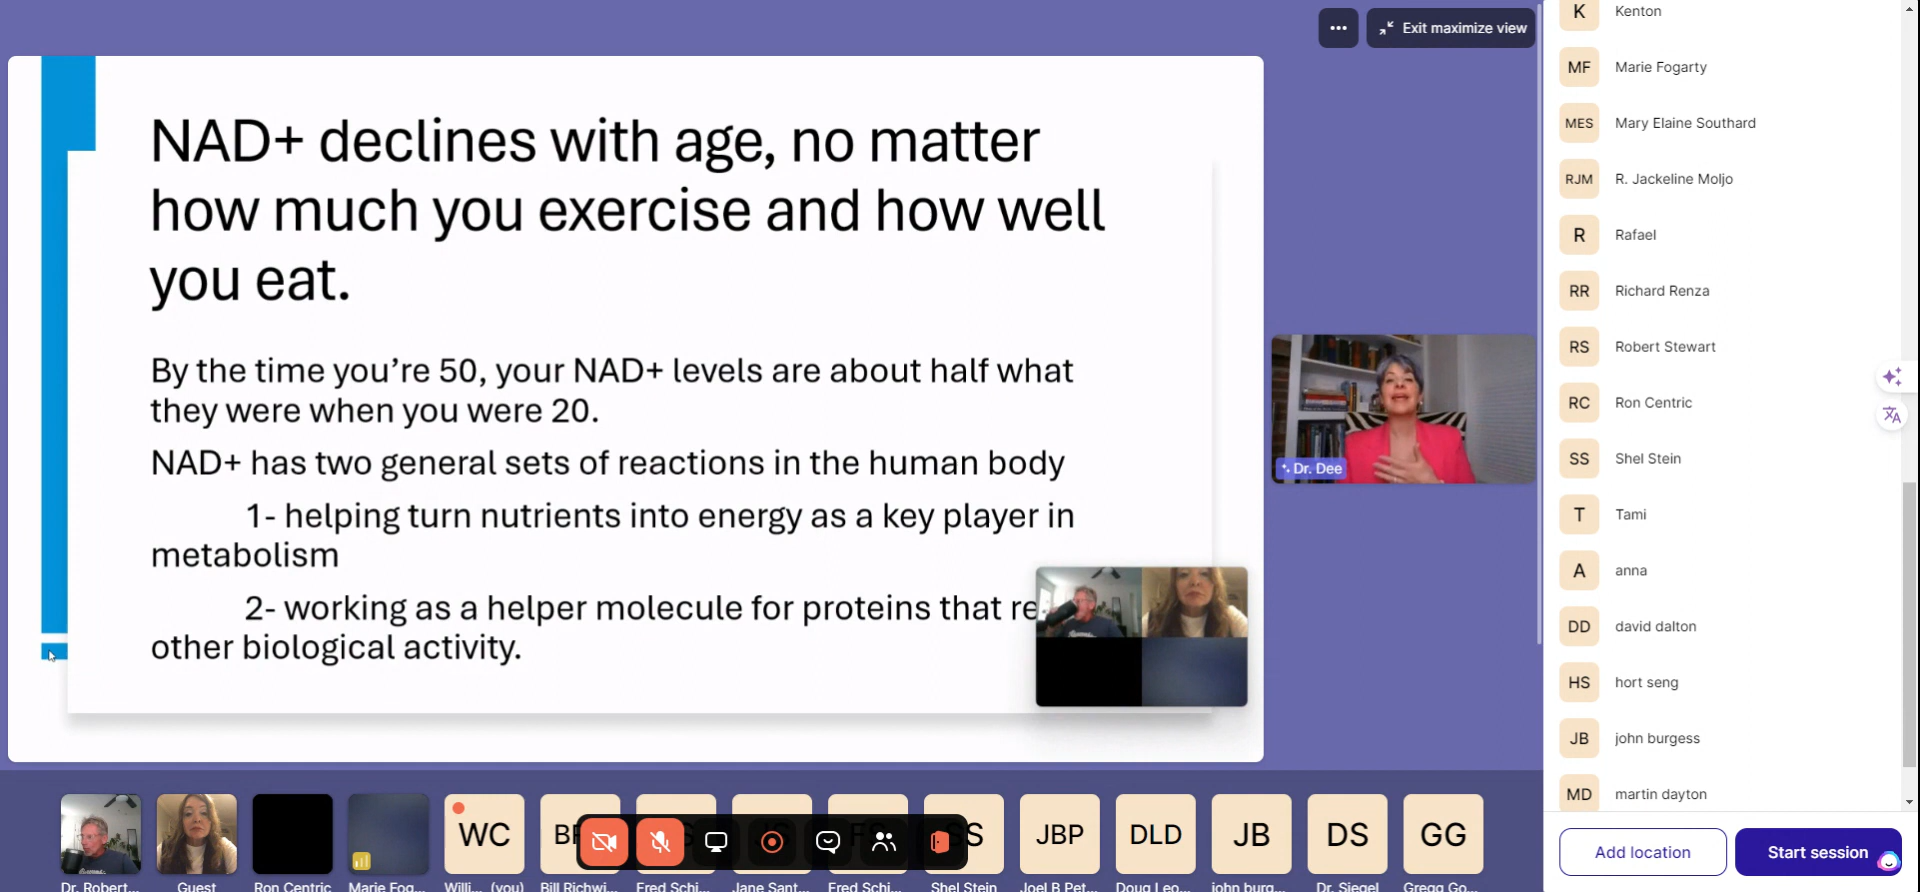 Exit maximize view
NAD+ declines with age, no matter
how much you exercise and how well
you eat.
By the time you’re 50, your NAD+ levels are about half what
they were when you were 20.
NAD+ has two general sets of reactions in the human body
1- helping turn nutrients into energy as a key player in
metabolism
2- working as a helper molecule for proteins that re
other biological activity.
Dr. Dee
K Kenton
MF Marie Fogarty
MES Mary Elaine Southard
RJM R. Jackeline Moljo
R Rafael
RR Richard Renza
RS Robert Stewart
RC Ron Centric
SS Shel Stein
T Tami
A anna
DD david dalton
HS hort seng
JB john burgess
MD martin dayton
Add location
Start session
WC
JBP
DLD
JB
DS
GG
Dr. Robert...
Guest
Ron Centric
Marie Fog...
Willi... (you)
Bill Richwi...
Fred Schi...
Jane Sant...
Fred Schi...
Shel Stein
Joel B Pet...
Doug Leo...
john burg...
Dr. Siegel
Gregg Go...